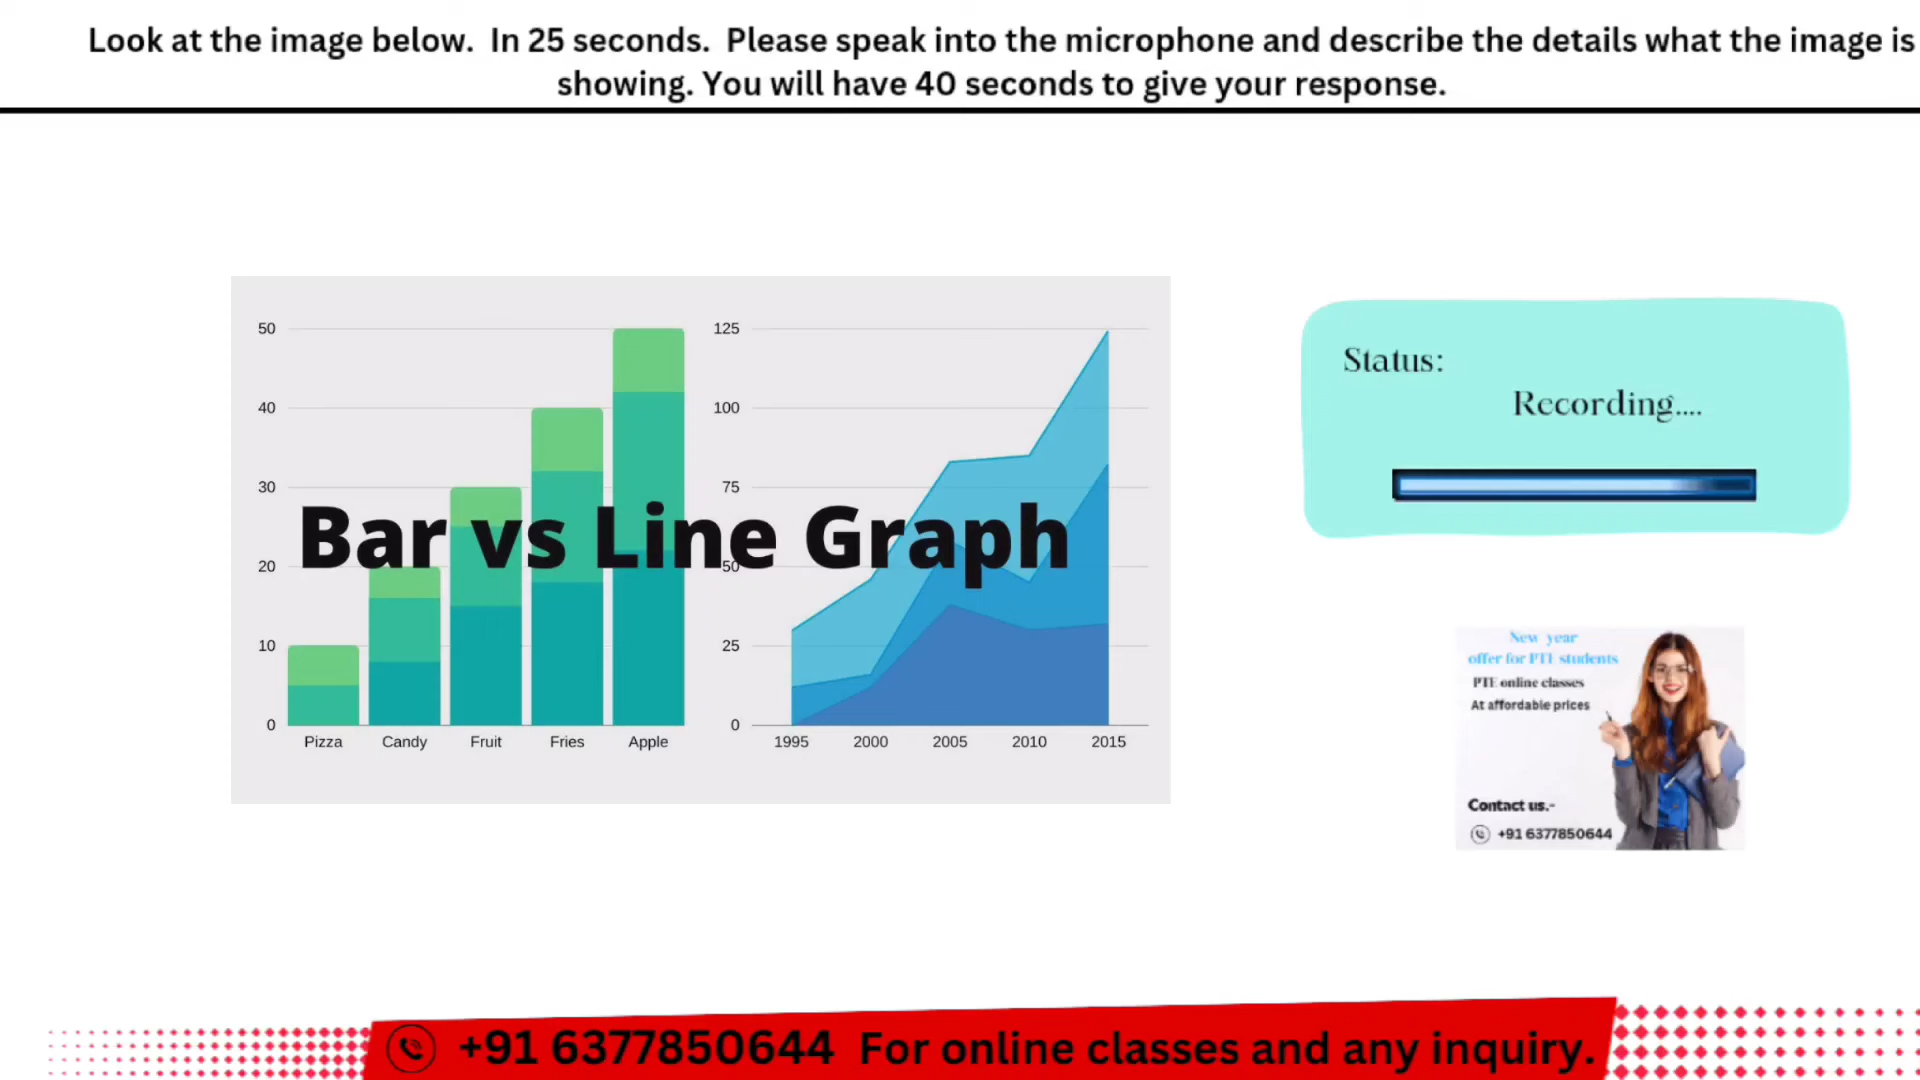 Look at the image below. In 25 seconds. Please speak into the microphone and describe the details what the image is
showing. You will have 40 seconds to give your response.
50
40
30
20
10
0
Pizza Candy Fruit Fries Apple
125
100
75
50
25
0
1995 2000 2005 2010 2015
Bar vs Line Graph
Status:
Recording....
New year
offer for PTE students
PTE online classes
At affordable prices
Contact us.-
+91 6377850644
+91 6377850644 For online classes and any inquiry.